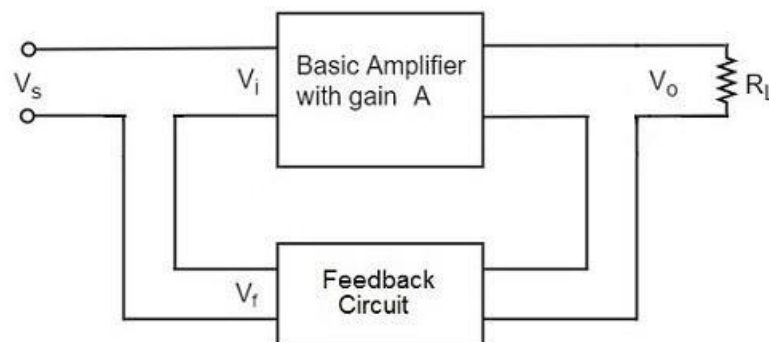 Basic Amplifier
with gain A
Vs
Vi
Vo
RL
Vf
Feedback
Circuit